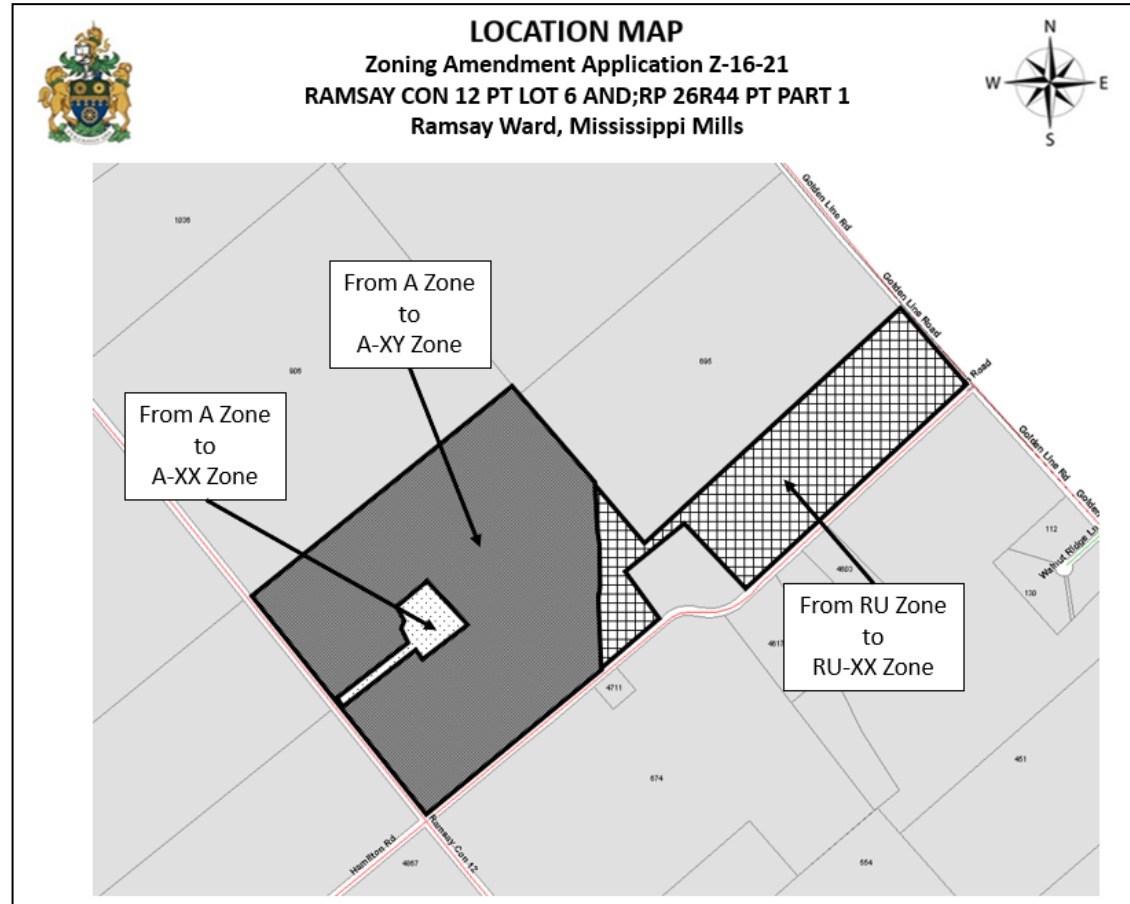 LOCATION MAP
Zoning Amendment Application Z-16-21
RAMSAY CON 12 PT LOT 6 AND;RP 26R44 PT PART 1
Ramsay Ward, Mississippi Mills
N
W
E
S
Golden Line Rd
1036
From A Zone
to
A-XY Zone
Golden Line Road
Road
906
695
From A Zone
to
A-XX Zone
Golden Line Rd
Golden
112
Walnut Ridge Ln
130
4603
From RU Zone
to
RU-XX Zone
4617
4711
674
461
Hamilton Rd
Ramsay Con 12
4867
554